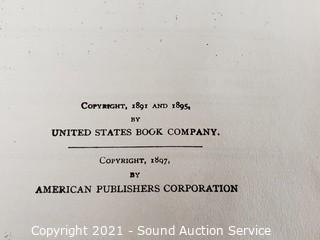 COPYRIGHT, 1891 AND 1895,
BY
UNITED STATES BOOK COMPANY.
COPYRIGHT, 1897,
BY
AMERICAN PUBLISHERS CORPORATION
Copyright 2021 - Sound Auction Service